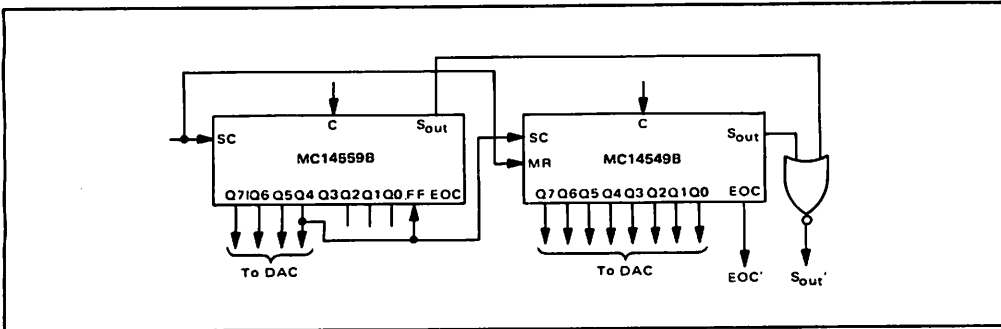 C
Sout
SC
MC14559B
Q7 Q6 Q5 Q4 Q3 Q2 Q1 Q0 FF EOC
To DAC
C
Sout
SC
MR
MC14549B
EOC
Q7 Q6 Q5 Q4 Q3 Q2 Q1 Q0
To DAC
EOC'
Sout'